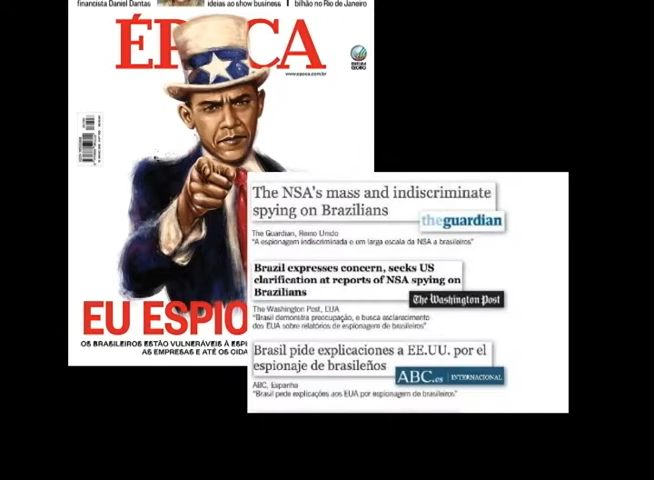 financista Daniel Dantas
ideias ao show business
bilhão no Rio de Janeiro
ÉPOCA
www.epoca.com.br
EU ESPIO
OS BRASILEIROS ESTÃO VULNERÁVEIS À ESPI
AS EMPRESAS E ATÉ OS CIDA
The NSA's mass and indiscriminate
spying on Brazilians
theguardian
The Guardian, Reino Unido
"A espionagem indiscriminada e em larga escala da NSA a brasileiros"
Brazil expresses concern, seeks US
clarification at reports of NSA spying on
Brazilians
The Washington Post
The Washington Post, EUA
"Brasil demonstra preocupação, e busca esclarecimento
dos EUA sobre relatórios de espionagem de brasileiros"
Brasil pide explicaciones a EE.UU. por el
espionaje de brasileños
ABC.es INTERNACIONAL
ABC, Espanha
"Brasil pede explicações aos EUA por espionagem de brasileiros"